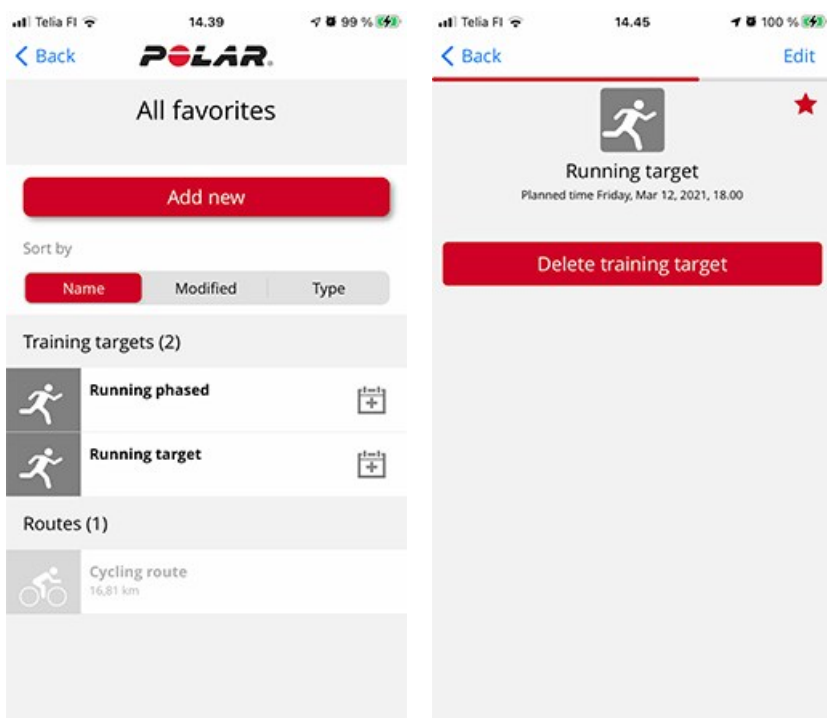 Telia FI 14.39 99 %
Back POLAR.
All favorites
Add new
Sort by
Name Modified Type
Training targets (2)
Running phased
Running target
Routes (1)
Cycling route
16,81 km
Telia FI 14.45 100 %
Back Edit
Running target
Planned time Friday, Mar 12, 2021, 18.00
Delete training target